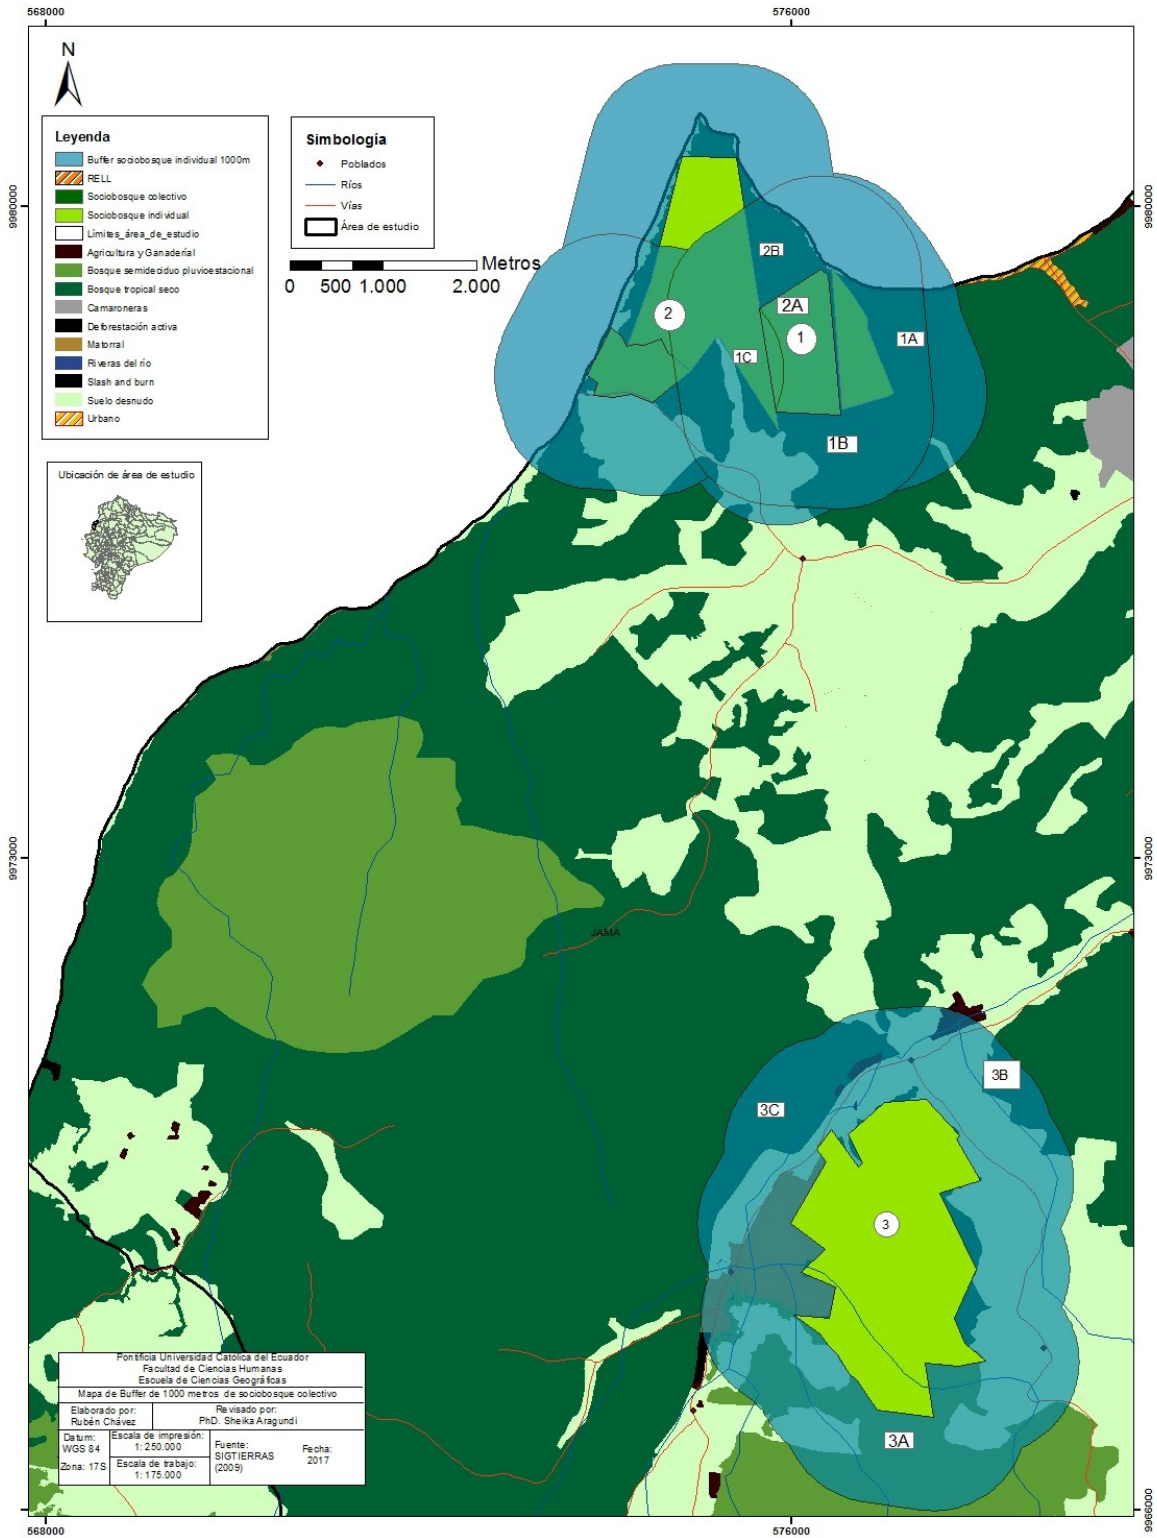 568000
576000
N
9980000
9980000
Leyenda
Buffer sociobosque individual 1000m
RELL
Sociobosque colectivo
Sociobosque individual
Límites_área_de_estudio
Agricultura y Ganaderíal
Bosque semideciduo pluvioestacional
Bosque tropical seco
Camaroneras
Deforestación activa
Matorral
Riveras del río
Slash and burn
Suelo desnudo
Urbano
Simbología
Poblados
Ríos
Vías
Área de estudio
Metros
0 500 1.000 2.000
2B
2A
2
1
1A
1C
1B
Ubicación de área de estudio
9973000
9973000
JAMA
3B
3C
3
3A
Pontificia Universidad Católica del Ecuador
Facultad de Ciencias Humanas
Escuela de Ciencias Geográficas
Mapa de Buffer de 1000 metros de sociobosque colectivo
Elaborado por:
Rubén Chávez
Revisado por:
PhD. Sheika Aragundi
Datum:
WGS 84
Zona: 17S
Escala de impresión:
1: 250.000
Escala de trabajo:
1: 175.000
Fuente:
SIGTIERRAS
(2009)
Fecha:
2017
9966000
568000
576000